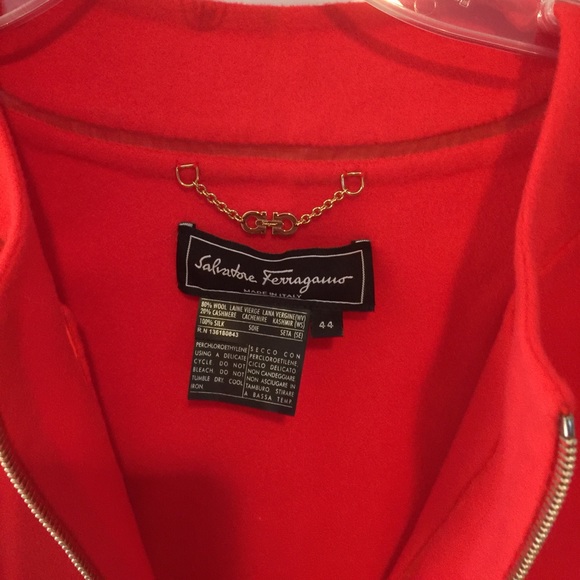 Salvatore Ferragamo
MADE IN ITALY
44
80% WOOL LAINE VIERGE LANA VERGINE(WV)
20% CASHMERE CACHEMIRE KASHMIR (WS)
100% SILK SOIE SETA (SE)
R.N 136180643
PERCHLOROETHYLENE
USING A DELICATE
CYCLE DO NOT
BLEACH DO NOT
TUMBLE DRY COOL
IRON
SECCO CON
PERCLOROETILENE
CICLO DELICATO
NON CANDEGGIARE
NON ASCIUGARE IN
TAMBURO STIRARE
A BASSA TEMP.